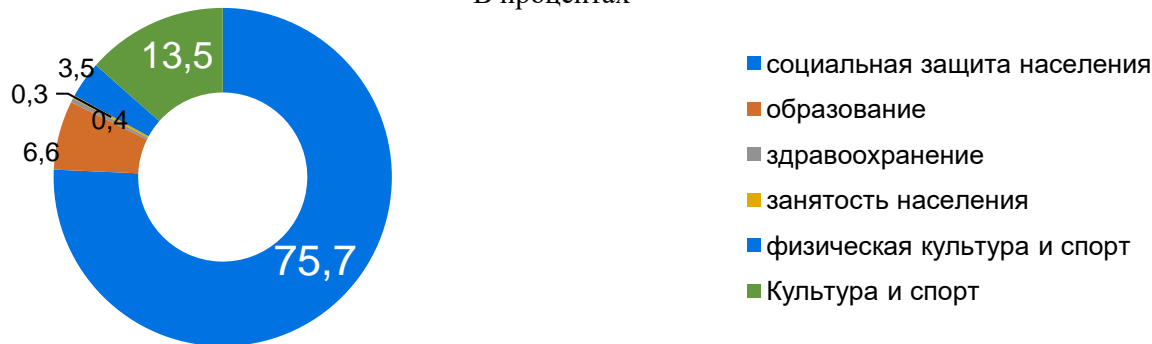 В процентах
13,5
3,5
0,3
0,4
6,6
75,7
социальная защита населения
образование
здравоохранение
занятость населения
физическая культура и спорт
Культура и спорт